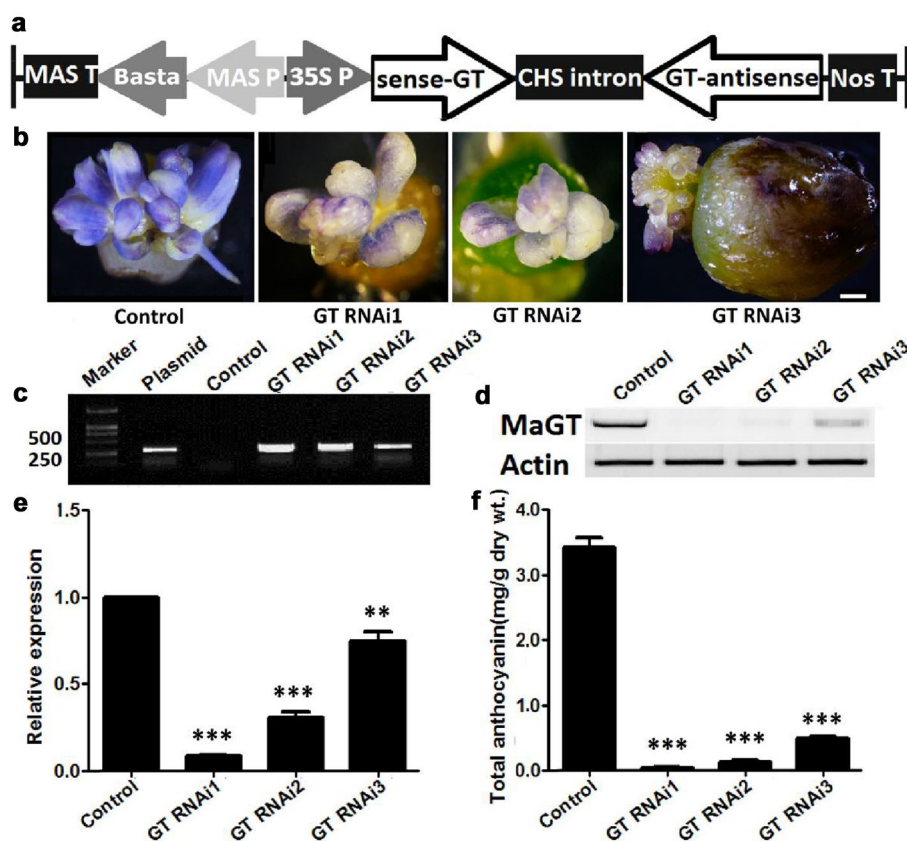 a
MAS T Basta MAS P 35S P sense-GT CHS intron GT-antisense Nos T
b
Control GT RNAi1 GT RNAi2 GT RNAi3
c
Marker Plasmid Control GT RNAi1 GT RNAi2 GT RNAi3
500
250
d
Control GT RNAi1 GT RNAi2 GT RNAi3
MaGT
Actin
e
Relative expression
1.5
1.0
0.5
0.0
***
***
**
Control GT RNAi1 GT RNAi2 GT RNAi3
f
Total anthocyanin(mg/g dry wt.)
4.0
3.0
2.0
1.0
0.0
***
***
***
Control GT RNAi1 GT RNAi2 GT RNAi3